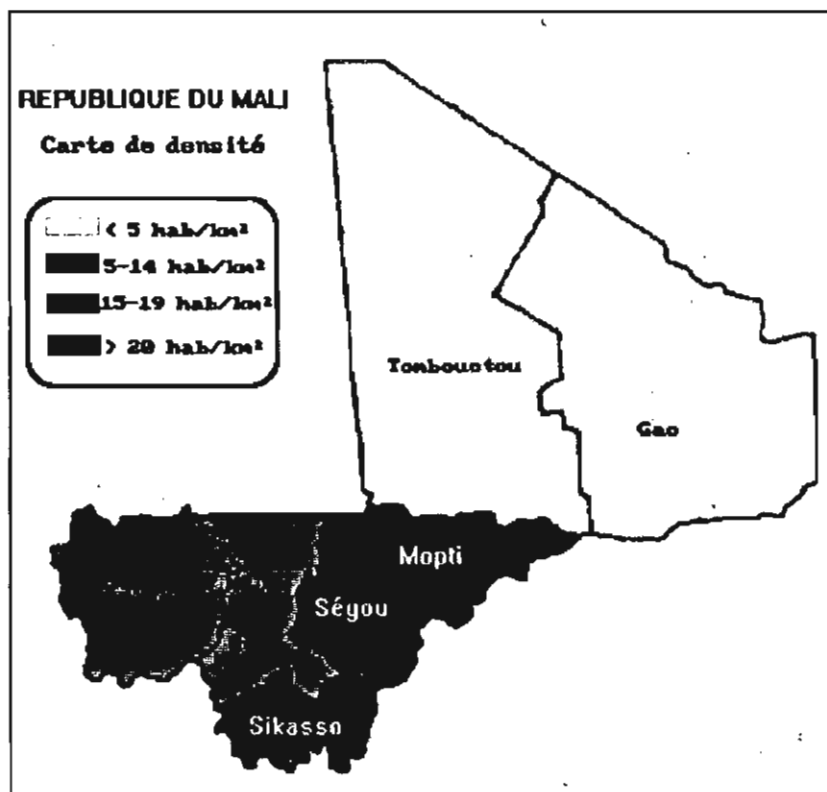 REPUBLIQUE DU MALI
Carte de densité
< 5 hab/km²
5-14 hab/km²
15-19 hab/km²
> 20 hab/km²
Tombouctou
Gao
Mopti
Ségou
Sikasso